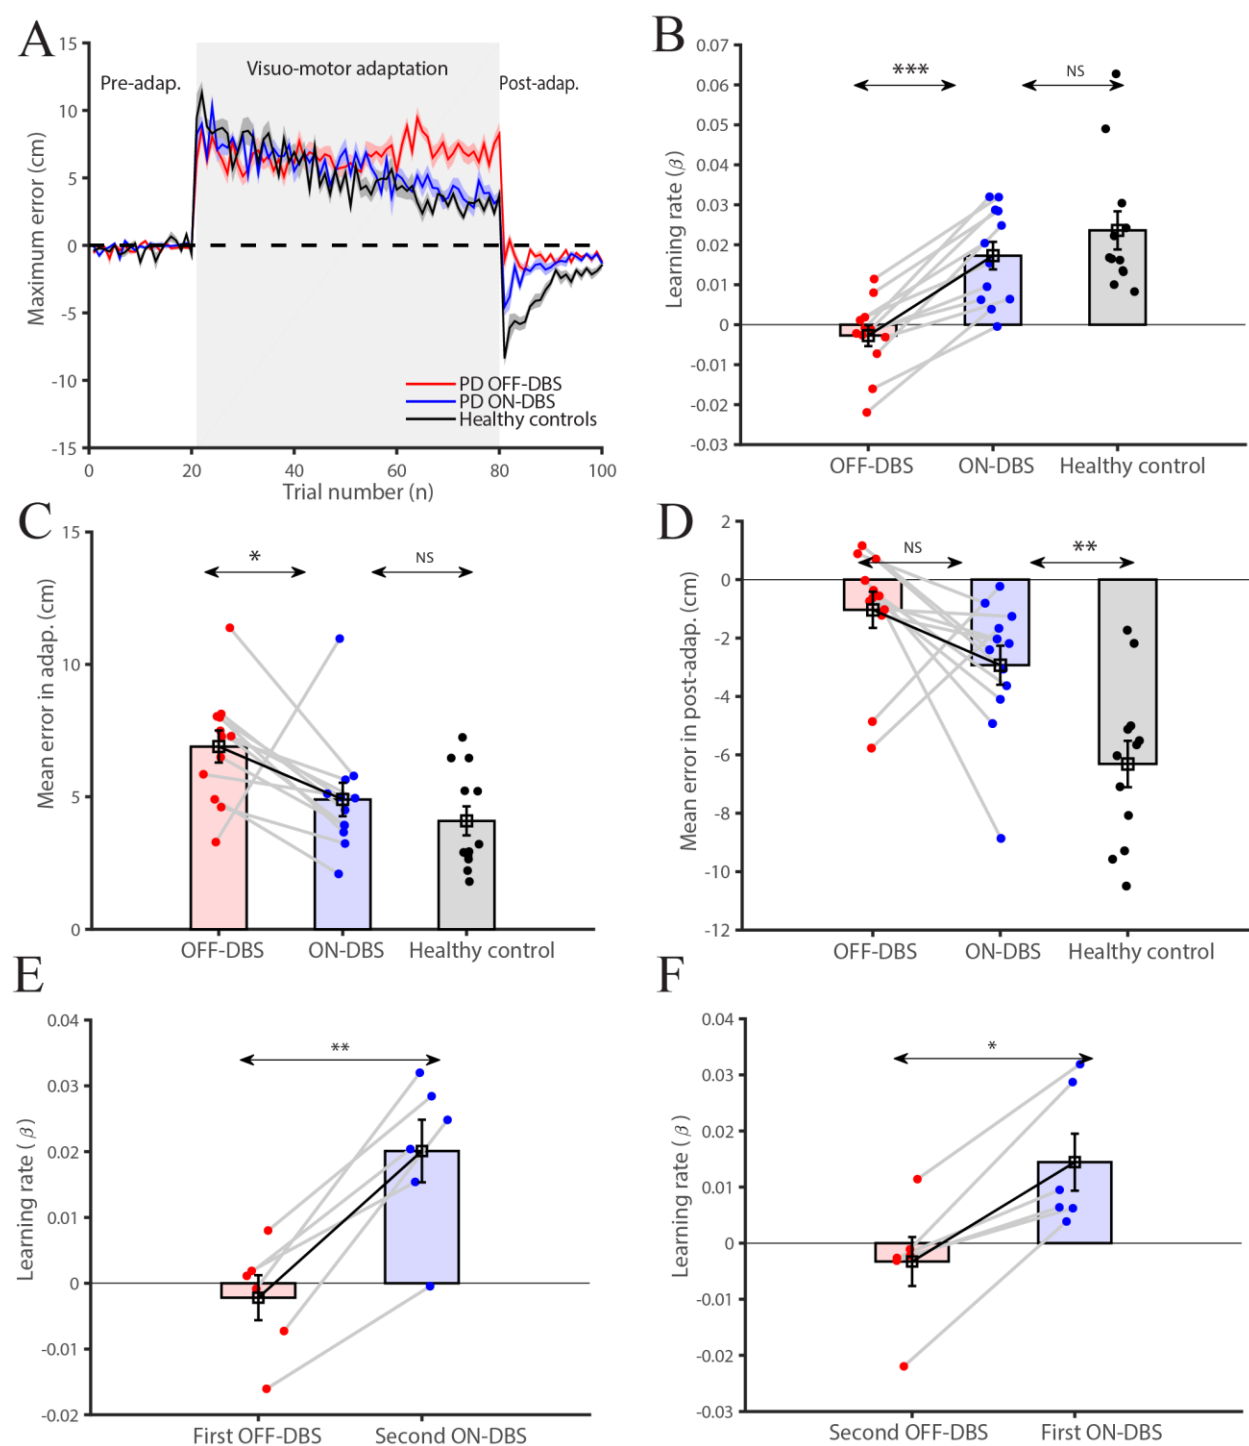 A
15
10
5
0
-5
-10
-15
Maximum error (cm)
Pre-adap.
Visuo-motor adaptation
Post-adap.
PD OFF-DBS
PD ON-DBS
Healthy controls
0 20 40 60 80 100
Trial number (n)
B
0.07
0.06
0.05
0.04
0.03
0.02
0.01
0
-0.01
-0.02
-0.03
Learning rate (β)
*** NS
OFF-DBS ON-DBS Healthy control
C
15
10
5
0
Mean error in adap. (cm)
* NS
OFF-DBS ON-DBS Healthy control
D
2
0
-2
-4
-6
-8
-10
-12
Mean error in post-adap. (cm)
NS **
OFF-DBS ON-DBS Healthy control
E
0.04
0.03
0.02
0.01
0
-0.01
-0.02
Learning rate (β)
**
First OFF-DBS Second ON-DBS
F
0.04
0.03
0.02
0.01
0
-0.01
-0.02
-0.03
Learning rate (β)
*
Second OFF-DBS First ON-DBS